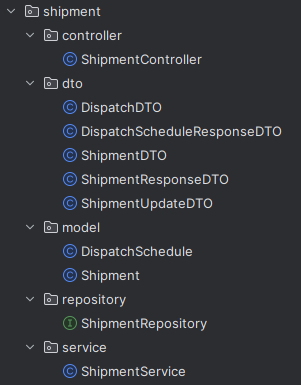 shipment
controller
ShipmentController
dto
DispatchDTO
DispatchScheduleResponseDTO
ShipmentDTO
ShipmentResponseDTO
ShipmentUpdateDTO
model
DispatchSchedule
Shipment
repository
ShipmentRepository
service
ShipmentService